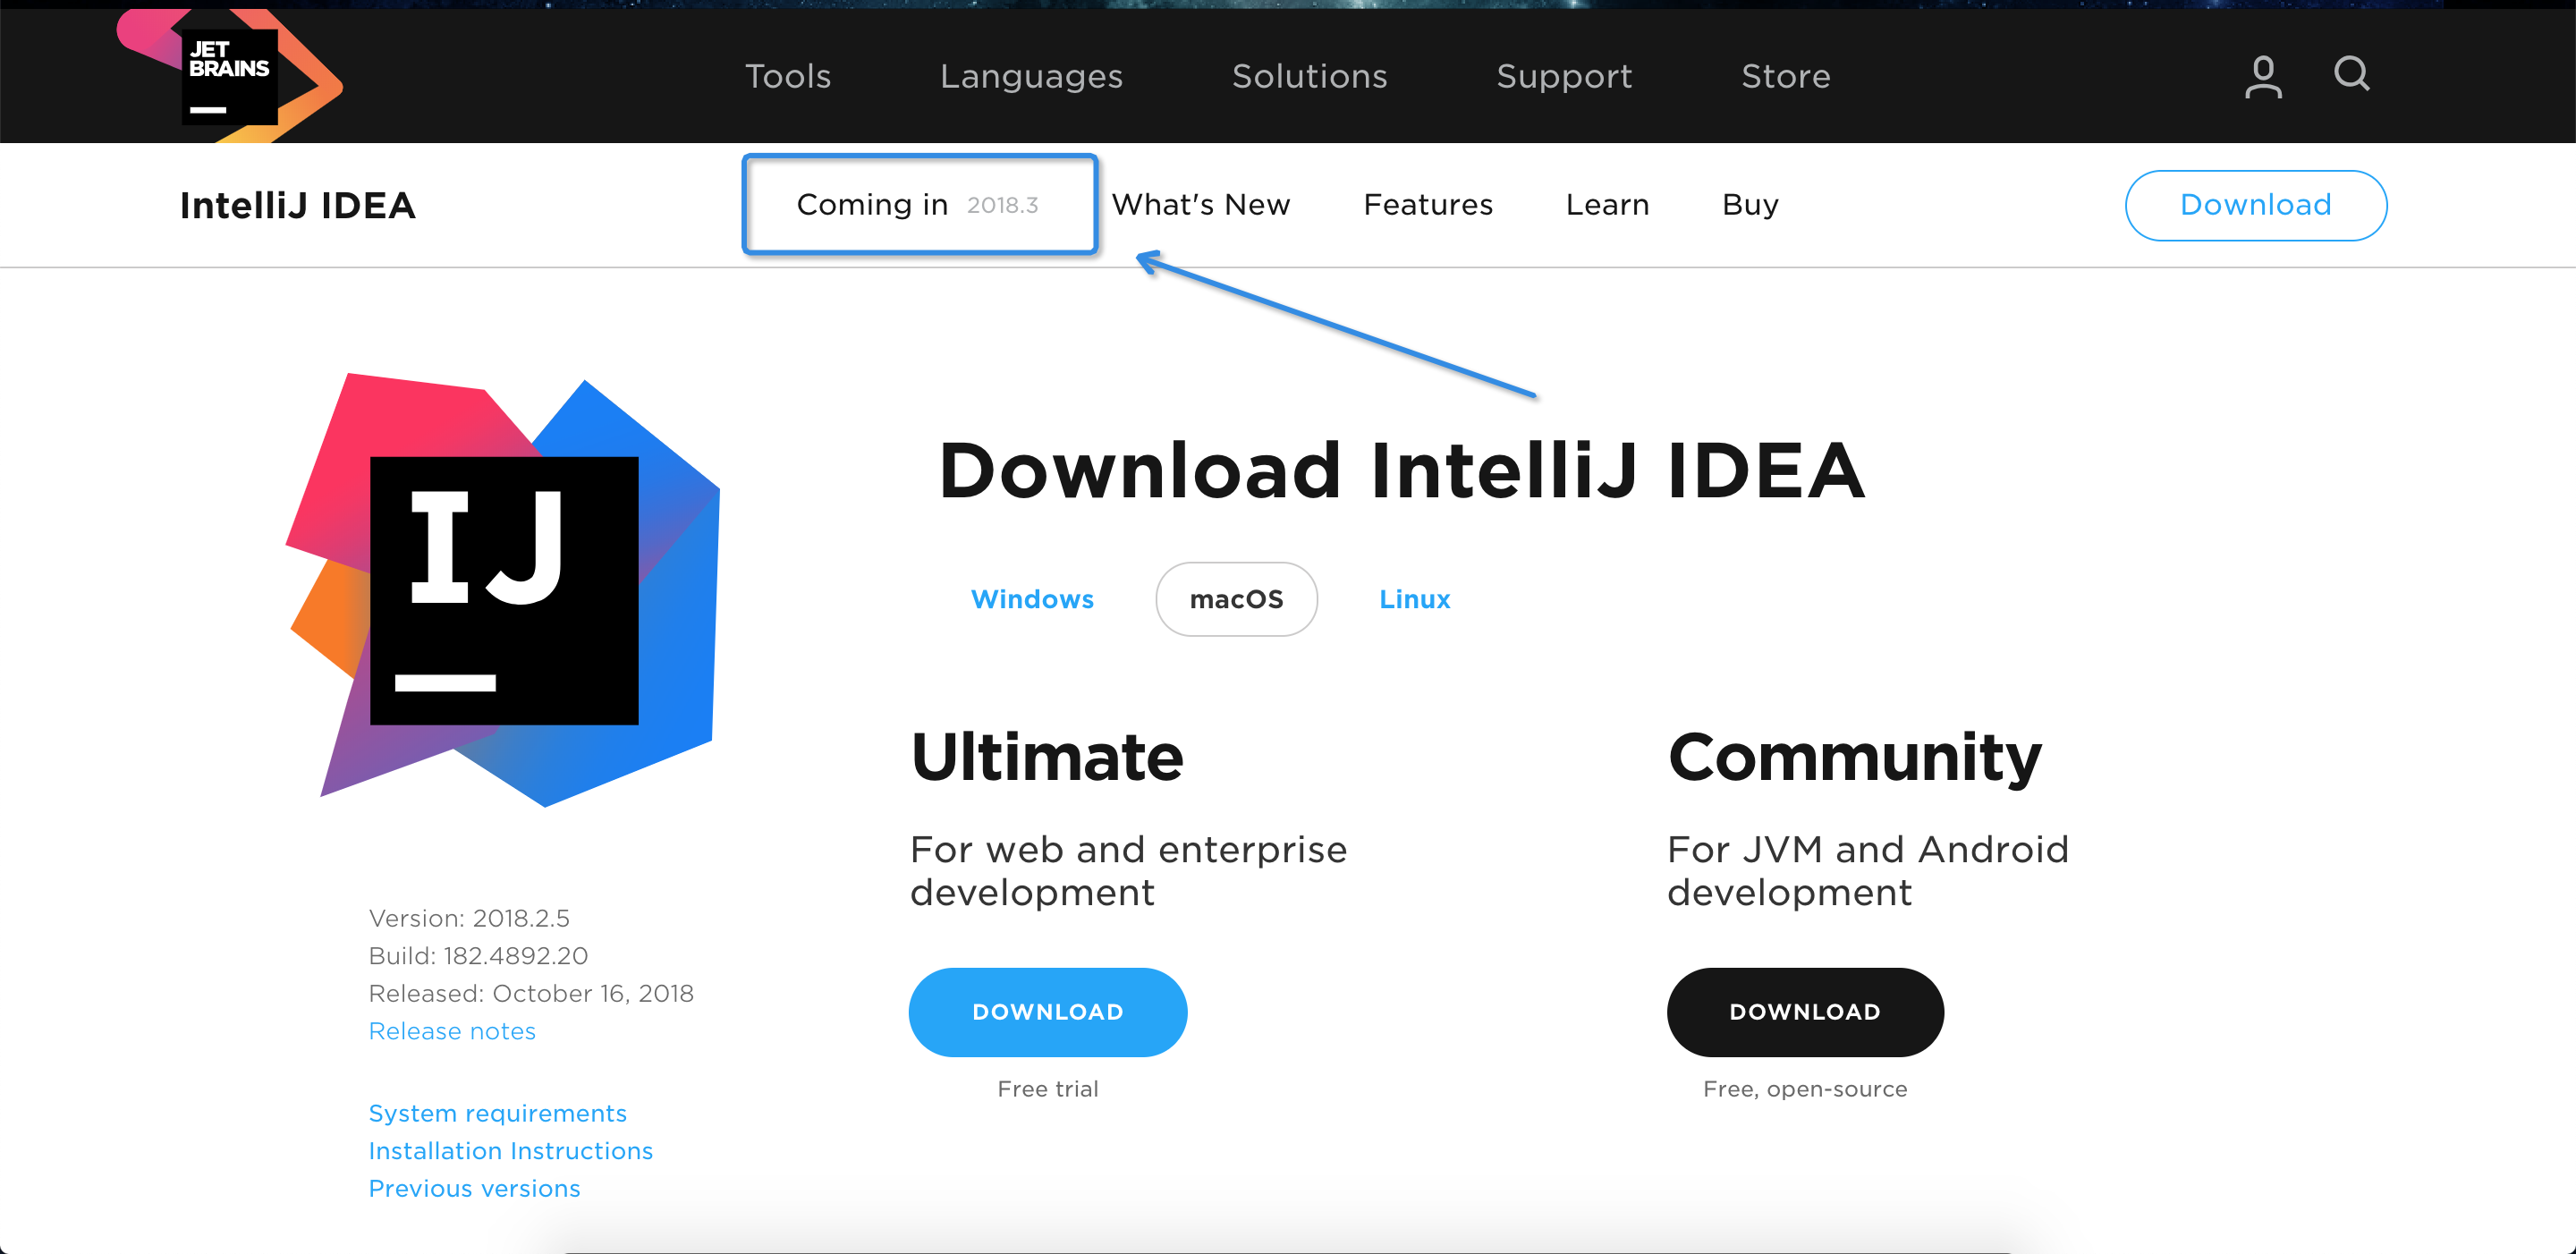 JET
BRAINS
Tools Languages Solutions Support Store
IntelliJ IDEA
Coming in 2018.3 What's New Features Learn Buy
Download
Download IntelliJ IDEA
IJ
Windows macOS Linux
Ultimate
For web and enterprise
development
DOWNLOAD
Free trial
Community
For JVM and Android
development
DOWNLOAD
Free, open-source
Version: 2018.2.5
Build: 182.4892.20
Released: October 16, 2018
Release notes
System requirements
Installation Instructions
Previous versions